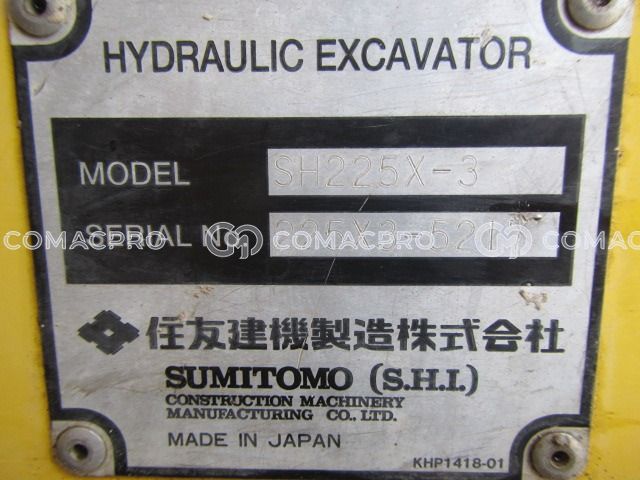 HYDRAULIC EXCAVATOR
MODEL SH225X-3
SERIAL No.
COMACPRO COMACPRO COMACPRO
住友建機製造株式会社
SUMITOMO (S.H.I.)
CONSTRUCTION MACHINERY
MANUFACTURING CO., LTD.
MADE IN JAPAN
KHP1418-01